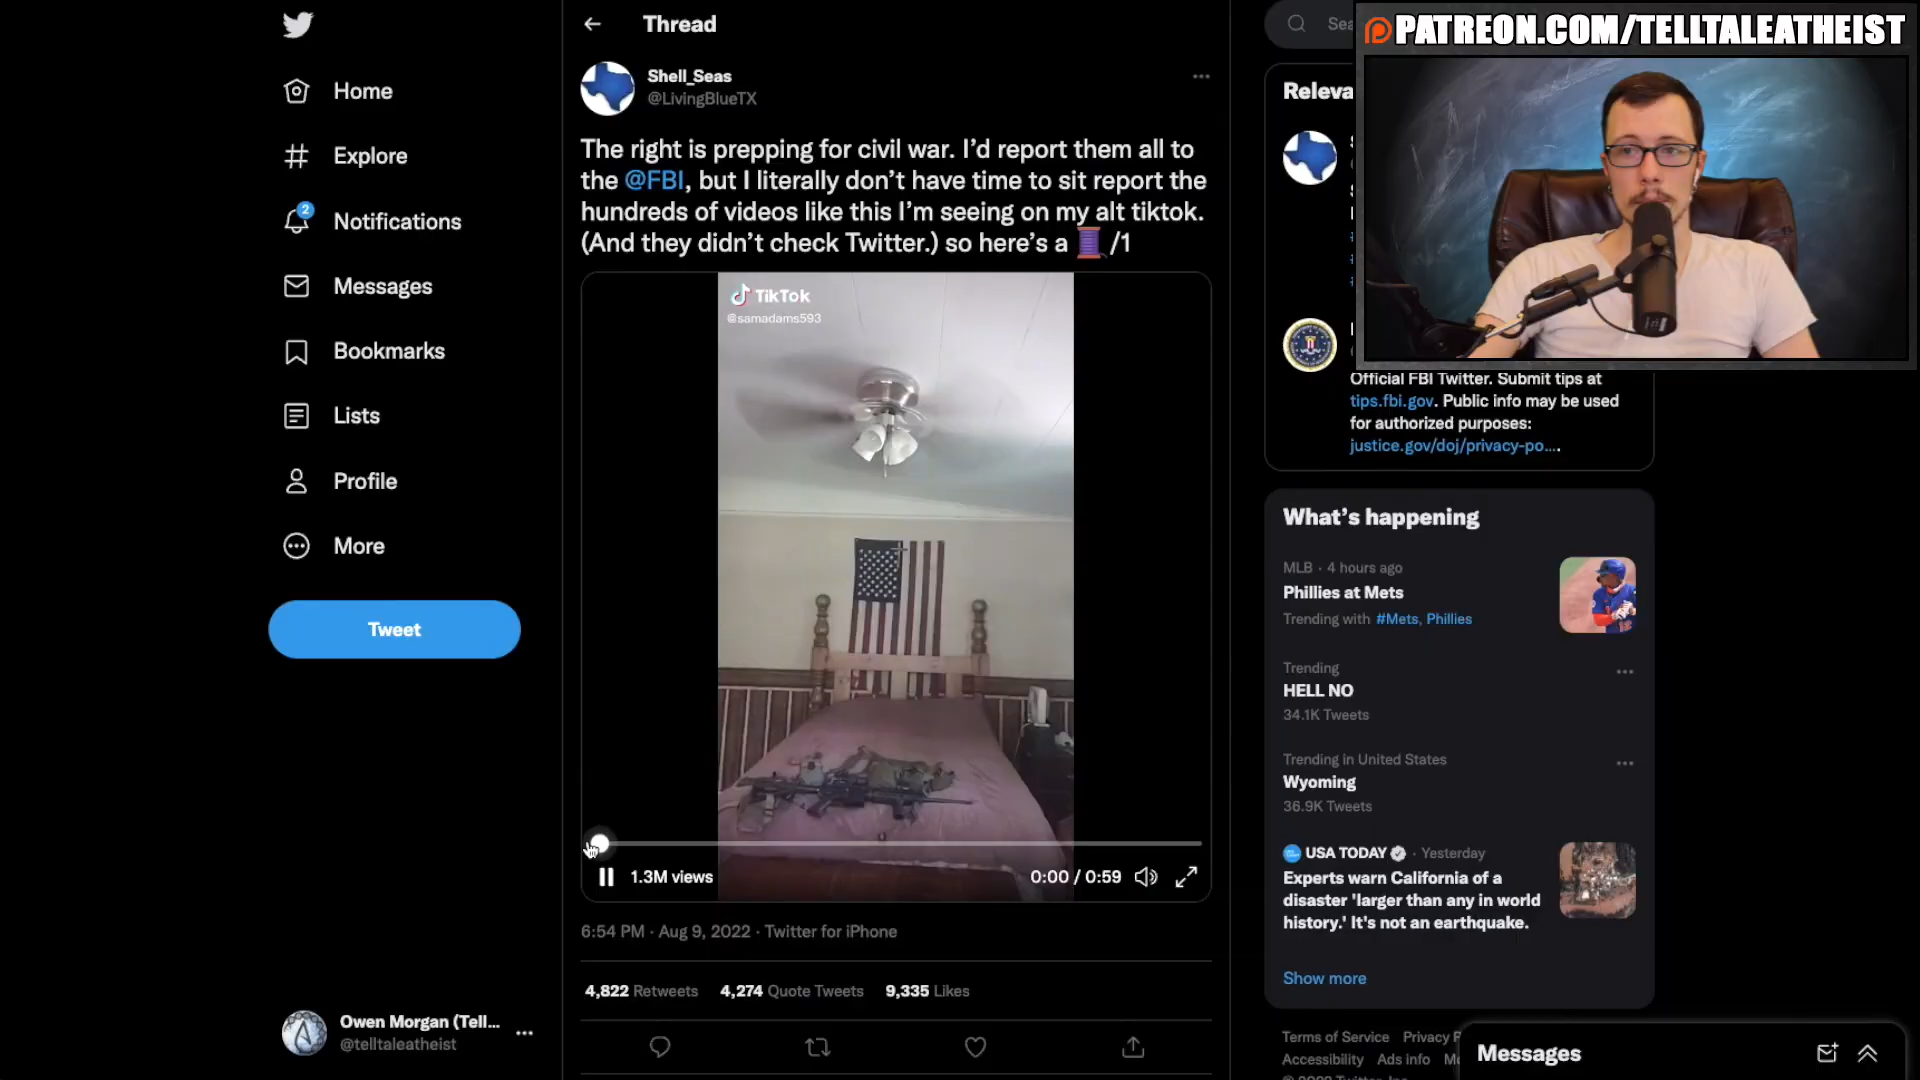 PATREON.COM/TELLTALEATHEIST
Home
Explore
2
Notifications
Messages
Bookmarks
Lists
Profile
More
Tweet
Owen Morgan (Tell...
@telltaleatheist
Thread
Shell_Seas
@LivingBlueTX
The right is prepping for civil war. I’d report them all to
the @FBI, but I literally don’t have time to sit report the
hundreds of videos like this I’m seeing on my alt tiktok.
(And they didn’t check Twitter.) so here’s a 🧵/1
TikTok
@samadams593
1.3M views
0:00 / 0:59
6:54 PM · Aug 9, 2022 · Twitter for iPhone
4,822 Retweets 4,274 Quote Tweets 9,335 Likes
Sea
Releva
Official FBI Twitter. Submit tips at
tips.fbi.gov. Public info may be used
for authorized purposes:
justice.gov/doj/privacy-po….
What’s happening
MLB · 4 hours ago
Phillies at Mets
Trending with #Mets, Phillies
Trending
HELL NO
34.1K Tweets
Trending in United States
Wyoming
36.9K Tweets
USA TODAY · Yesterday
Experts warn California of a
disaster 'larger than any in world
history.' It's not an earthquake.
Show more
Terms of Service Privacy P
Accessibility Ads info
Messages